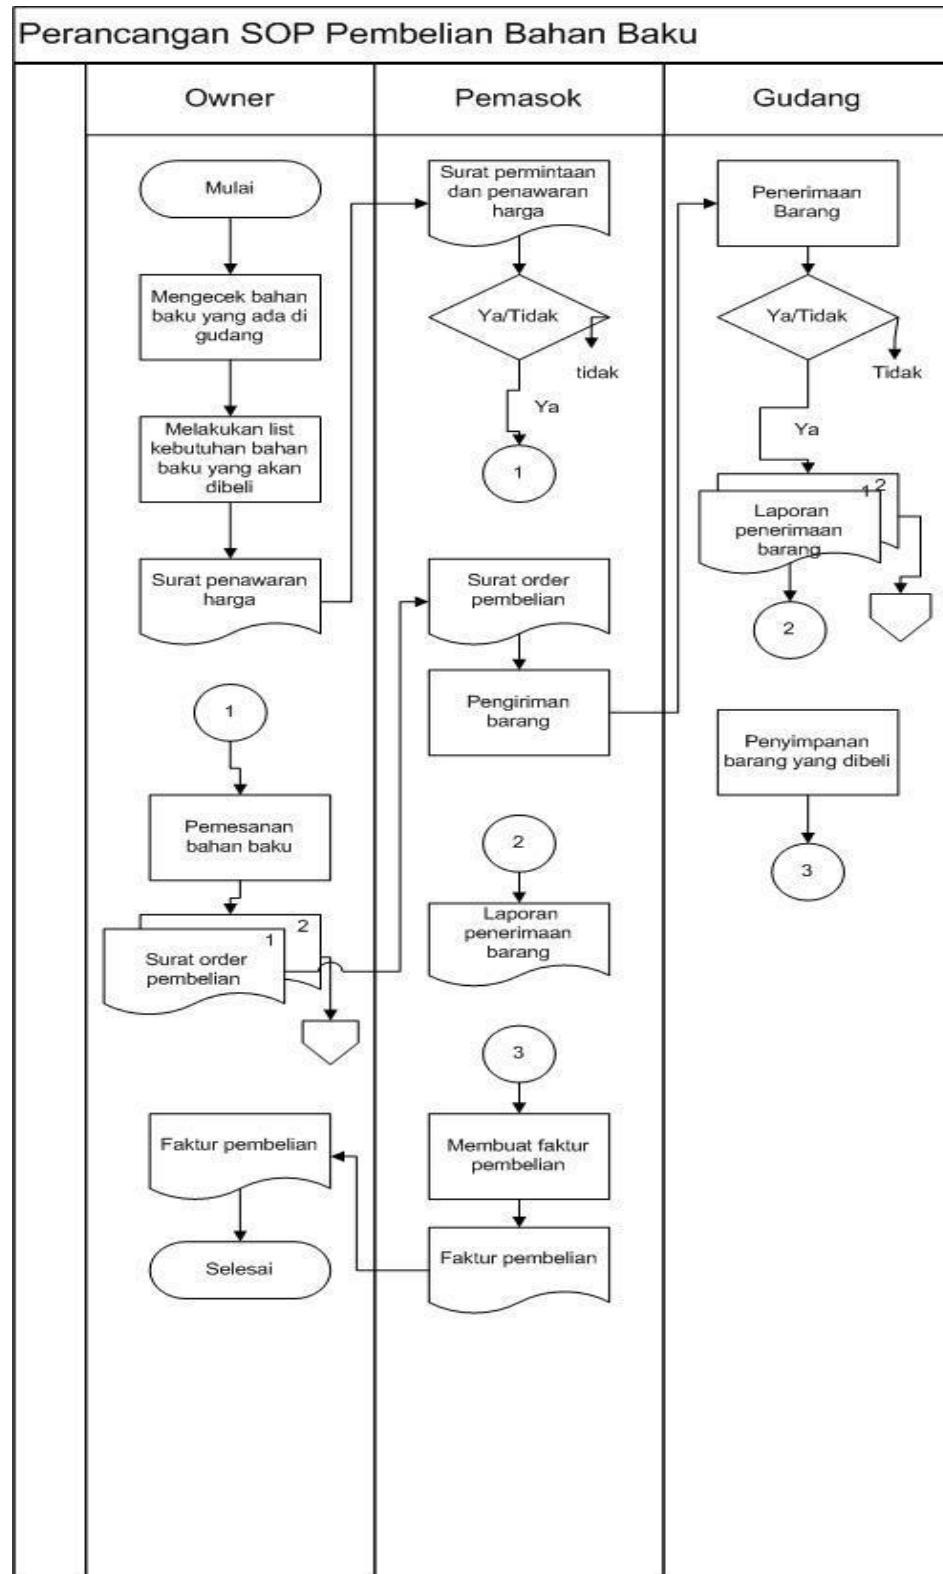 Perancangan SOP Pembelian Bahan Baku
Owner
Pemasok
Gudang
Mulai
Mengecek bahan
baku yang ada di
gudang
Melakukan list
kebutuhan bahan
baku yang akan
dibeli
Surat penawaran
harga
1
Pemesanan
bahan baku
2
1
Surat order
pembelian
Faktur pembelian
Selesai
Surat permintaan
dan penawaran
harga
Ya/Tidak
tidak
Ya
1
Surat order
pembelian
Pengiriman
barang
2
Laporan
penerimaan
barang
3
Membuat faktur
pembelian
Faktur pembelian
Penerimaan
Barang
Ya/Tidak
Tidak
Ya
2
1
Laporan
penerimaan
barang
2
Penyimpanan
barang yang dibeli
3